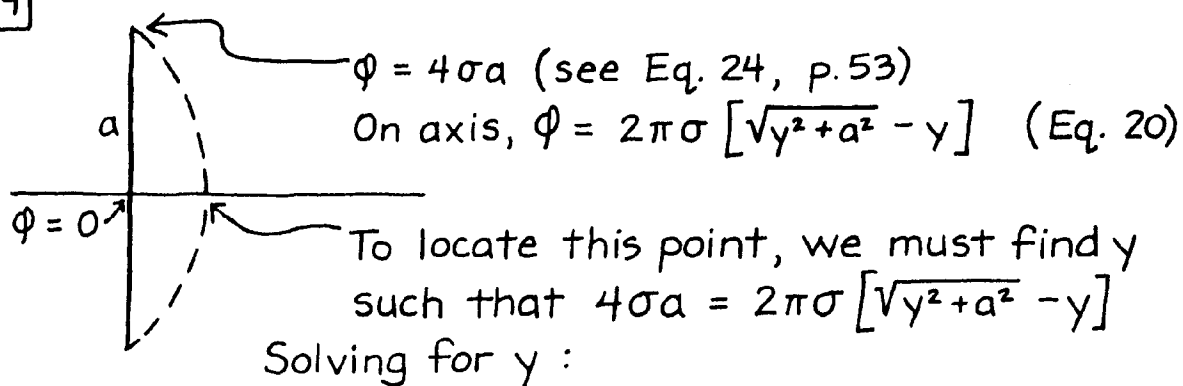 φ = 4σa (see Eq. 24, p.53)
a
On axis, φ = 2πσ [√y² + a² - y] (Eq. 20)
φ = 0
To locate this point, we must find y
such that 4σa = 2πσ [√y² + a² - y]
Solving for y :